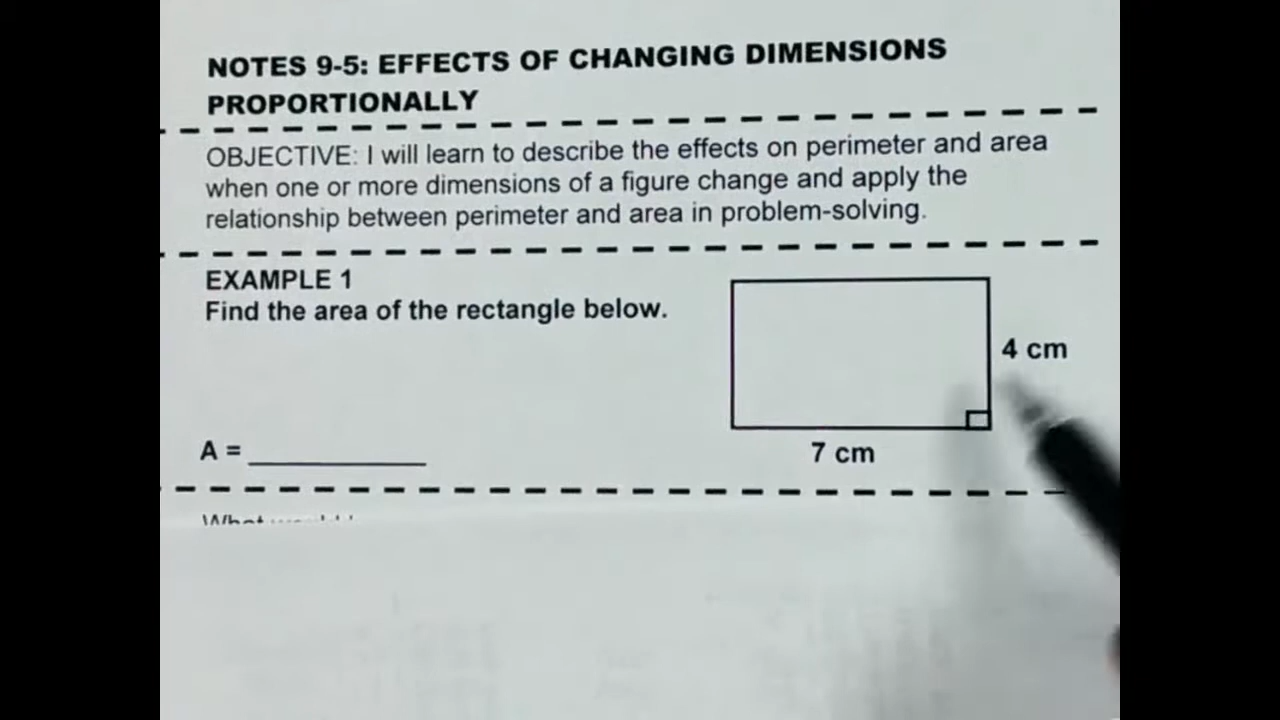 NOTES 9-5: EFFECTS OF CHANGING DIMENSIONS
PROPORTIONALLY
OBJECTIVE: I will learn to describe the effects on perimeter and area
when one or more dimensions of a figure change and apply the
relationship between perimeter and area in problem-solving.
EXAMPLE 1
Find the area of the rectangle below.
4 cm
7 cm
A = ____________